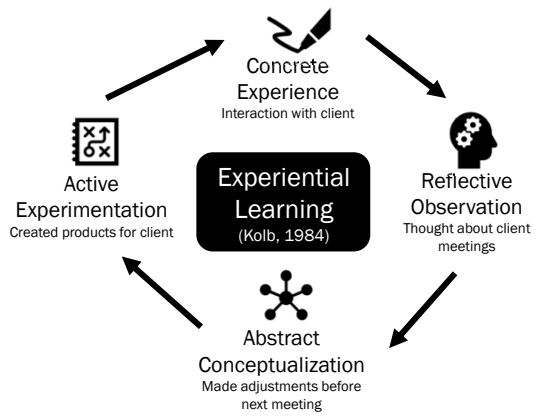 Concrete
Experience
Interaction with client
Reflective
Observation
Thought about client
meetings
Abstract
Conceptualization
Made adjustments before
next meeting
Active
Experimentation
Created products for client
Experiential
Learning
(Kolb, 1984)